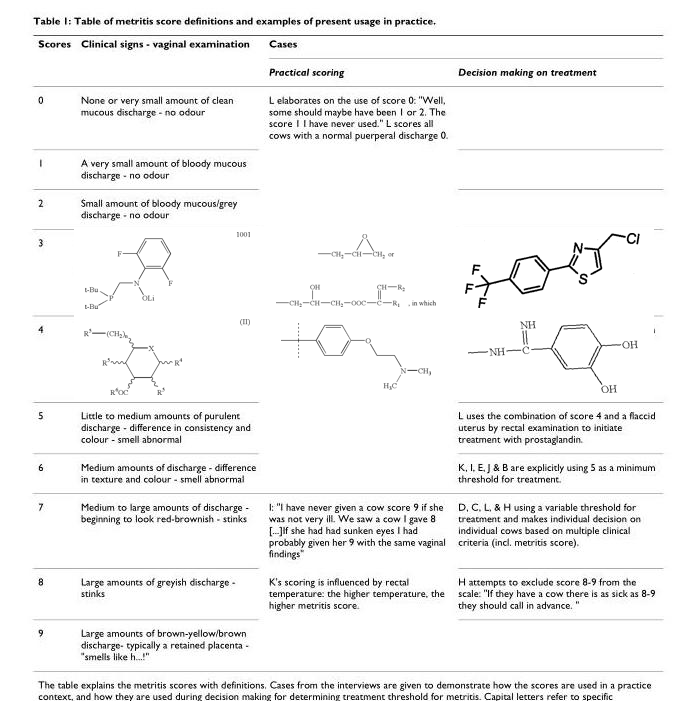 Table 1: Table of metritis score definitions and examples of present usage in practice.
Scores Clinical signs - vaginal examination Cases
Practical scoring Decision making on treatment
0
None or very small amount of clean
mucous discharge - no odour
L elaborates on the use of score 0: "Well,
some should maybe have been 1 or 2. The
score 1 I have never used." L scores all
cows with a normal puerperal discharge 0.
1
A very small amount of bloody mucous
discharge - no odour
2
Small amount of bloody mucous/grey
discharge - no odour
3
1001
F
N
F
t-Bu
P
t-Bu
OLi
O
—CH2—CH—CH2 or
OH CH—R2
—CH2—CH—CH2—OOC—C—R1 , in which
N
S
Cl
F
F
F
4
(II)
R2—(CH2)n
X
R5
R4
R6OC
R3
O
N—CH3
H3C
NH
—NH—C
OH
OH
5
Little to medium amounts of purulent
discharge - difference in consistency and
colour - smell abnormal
L uses the combination of score 4 and a flaccid
uterus by rectal examination to initiate
treatment with prostaglandin.
6
Medium amounts of discharge - difference
in texture and colour - smell abnormal
K, I, E, J & B are explicitly using 5 as a minimum
threshold for treatment.
7
Medium to large amounts of discharge -
beginning to look red-brownish - stinks
I: "I have never given a cow score 9 if she
was not very ill. We saw a cow I gave 8
[...]If she had had sunken eyes I had
probably given her 9 with the same vaginal
findings"
D, C, L, & H using a variable threshold for
treatment and makes individual decision on
individual cows based on multiple clinical
criteria (incl. metritis score).
8
Large amounts of greyish discharge -
stinks
K's scoring is influenced by rectal
temperature: the higher temperature, the
higher metritis score.
H attempts to exclude score 8-9 from the
scale: "If they have a cow there is as sick as 8-9
they should call in advance. "
9
Large amounts of brown-yellow/brown
discharge- typically a retained placenta -
"smells like h...!"
The table explains the metritis scores with definitions. Cases from the interviews are given to demonstrate how the scores are used in a practice
context, and how they are used during decision making for determining treatment threshold for metritis. Capital letters refer to specific